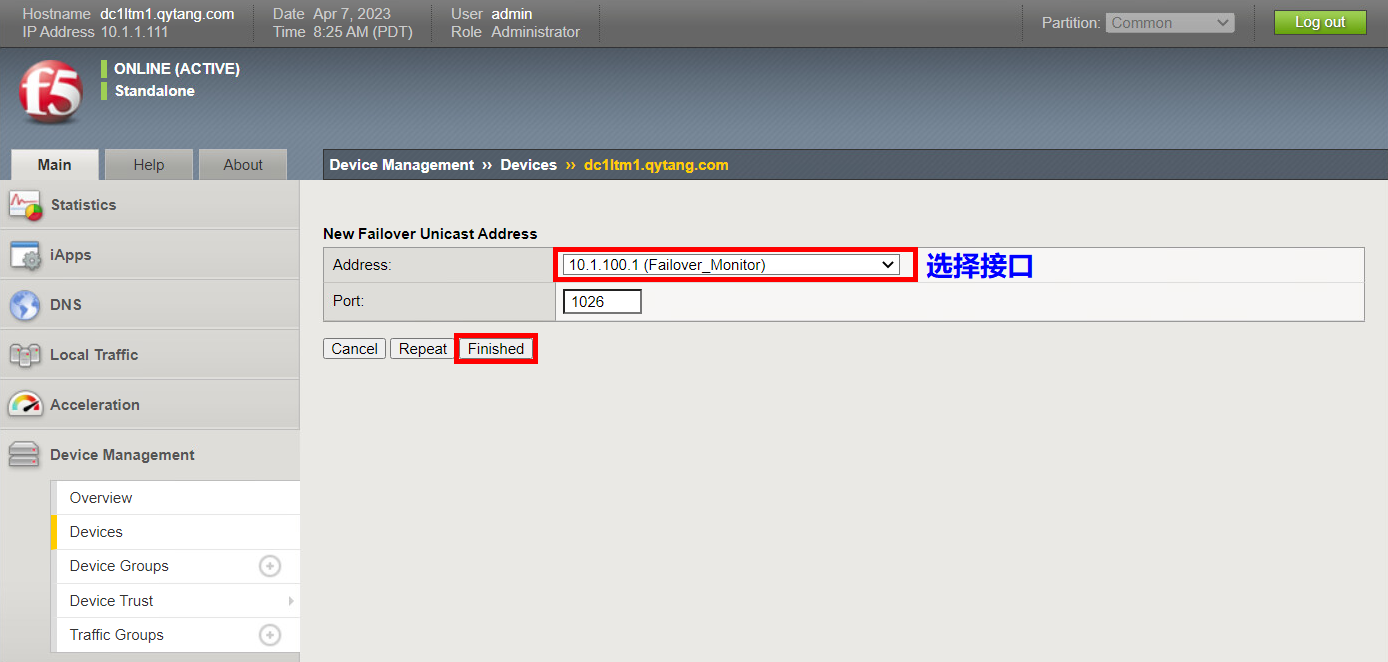 Hostname dc1ltm1.qytang.com Date Apr 7, 2023 User admin
IP Address 10.1.1.111 Time 8:25 AM (PDT) Role Administrator
Partition: Common Log out
f5
ONLINE (ACTIVE)
Standalone
Main Help About
Device Management ›› Devices ›› dc1ltm1.qytang.com
Statistics
iApps
DNS
Local Traffic
Acceleration
Device Management
Overview
Devices
Device Groups
Device Trust
Traffic Groups
New Failover Unicast Address
Address: 10.1.100.1 (Failover_Monitor) 选择接口
Port: 1026
Cancel Repeat Finished